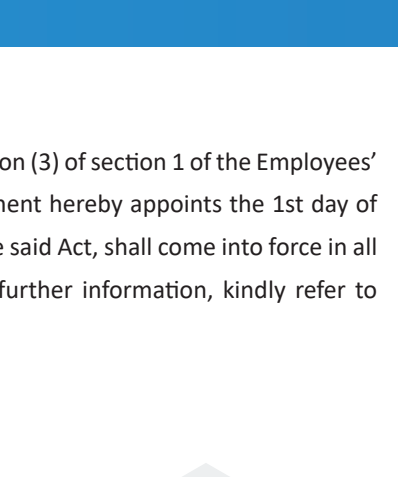 on (3) of section 1 of the Employees’
ent hereby appoints the 1st day of
said Act, shall come into force in all
further information, kindly refer to